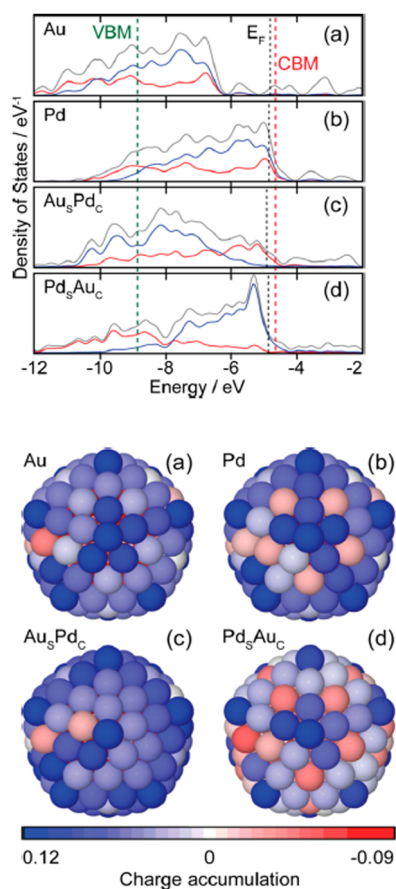 Au
VBM
E_F
(a)
CBM
Pd
(b)
Au_SPd_C
(c)
Pd_SAu_C
(d)
Density of States / eV⁻¹
-12 -10 -8 -6 -4 -2
Energy / eV
Au (a)
Pd (b)
Au_SPd_C
(c)
Pd_SAu_C
(d)
0.12 0 -0.09
Charge accumulation